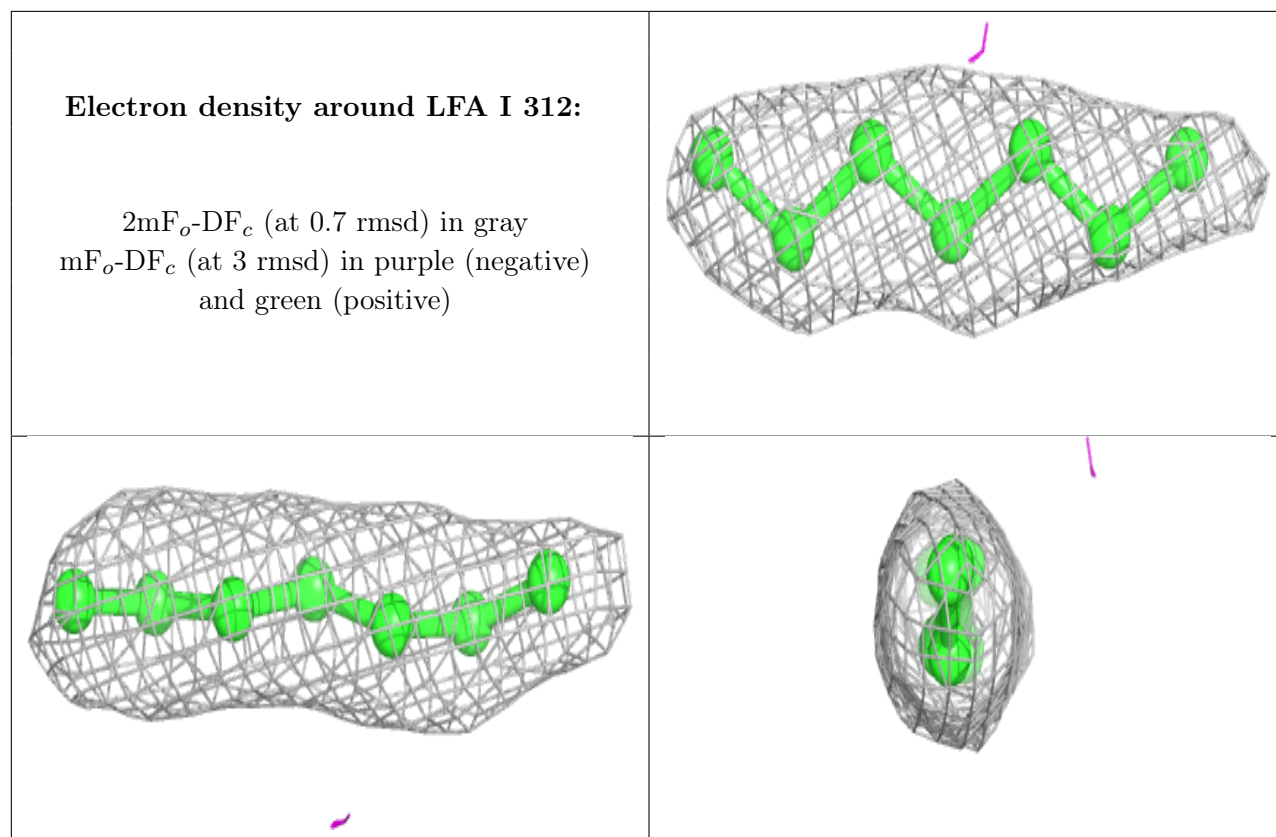 Electron density around LFA I 312:
2mFo-DFc (at 0.7 rmsd) in gray
mFo-DFc (at 3 rmsd) in purple (negative)
and green (positive)